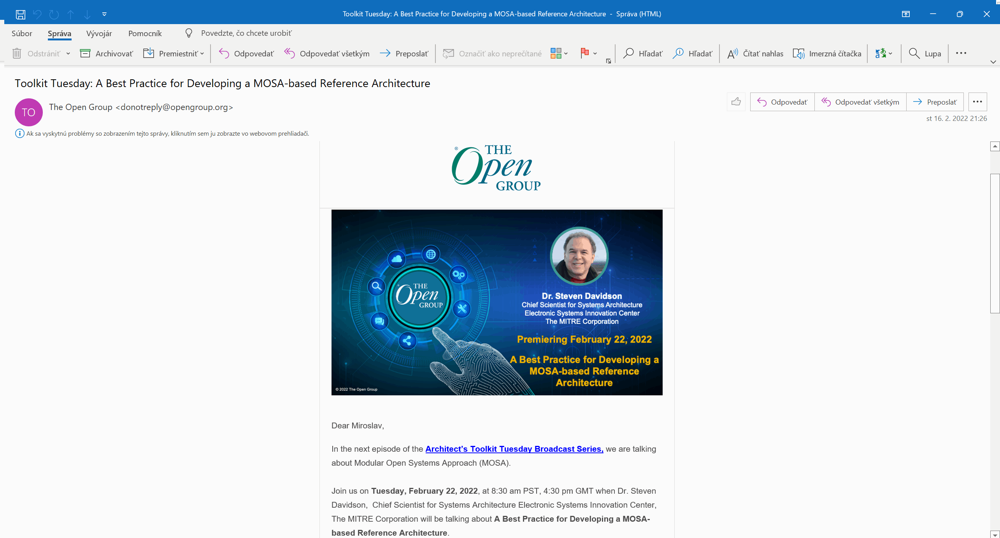 Toolkit Tuesday: A Best Practice for Developing a MOSA-based Reference Architecture - Správa (HTML)
Súbor Správa Vývojár Pomocník Povedzte, čo chcete urobiť
Odstrániť Archivovať Premiestniť Odpovedať Odpovedať všetkým Preposlať Označiť ako neprečítané Hľadať Hľadať Čítať nahlas Imerzná čítačka Lupa
Toolkit Tuesday: A Best Practice for Developing a MOSA-based Reference Architecture
TO
The Open Group <donotreply@opengroup.org>
Odpovedať Odpovedať všetkým Preposlať
st 16. 2. 2022 21:26
Ak sa vyskytnú problémy so zobrazením tejto správy, kliknutím sem ju zobrazte vo webovom prehliadači.
® THE
Open
GROUP
THE
Open
GROUP
Dr. Steven Davidson
Chief Scientist for Systems Architecture
Electronic Systems Innovation Center
The MITRE Corporation
Premiering February 22, 2022
A Best Practice for Developing a
MOSA-based Reference
Architecture
© 2022 The Open Group
Dear Miroslav,
In the next episode of the Architect’s Toolkit Tuesday Broadcast Series, we are talking
about Modular Open Systems Approach (MOSA).
Join us on Tuesday, February 22, 2022, at 8:30 am PST, 4:30 pm GMT when Dr. Steven
Davidson, Chief Scientist for Systems Architecture Electronic Systems Innovation Center,
The MITRE Corporation will be talking about A Best Practice for Developing a MOSA-
based Reference Architecture.